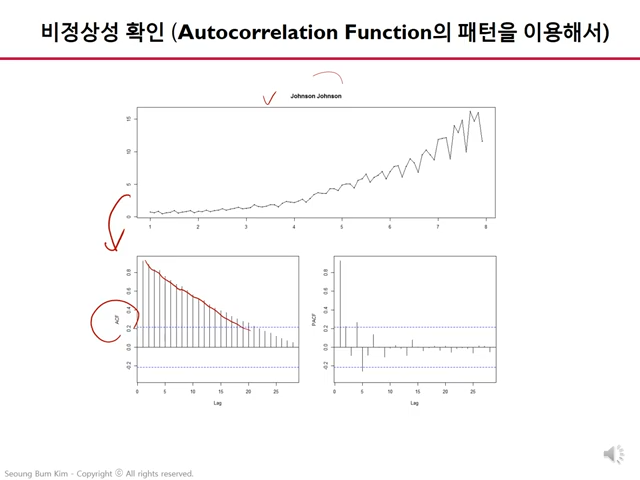 비정상성 확인 (Autocorrelation Function의 패턴을 이용해서)
Johnson Johnson
15
10
5
0
1 2 3 4 5 6 7 8
ACF
0.8
0.6
0.4
0.2
0.0
-0.2
0 5 10 15 20 25
Lag
PACF
0.8
0.6
0.4
0.2
0.0
-0.2
0 5 10 15 20 25
Lag
Seoung Bum Kim - Copyright ⓒ All rights reserved.